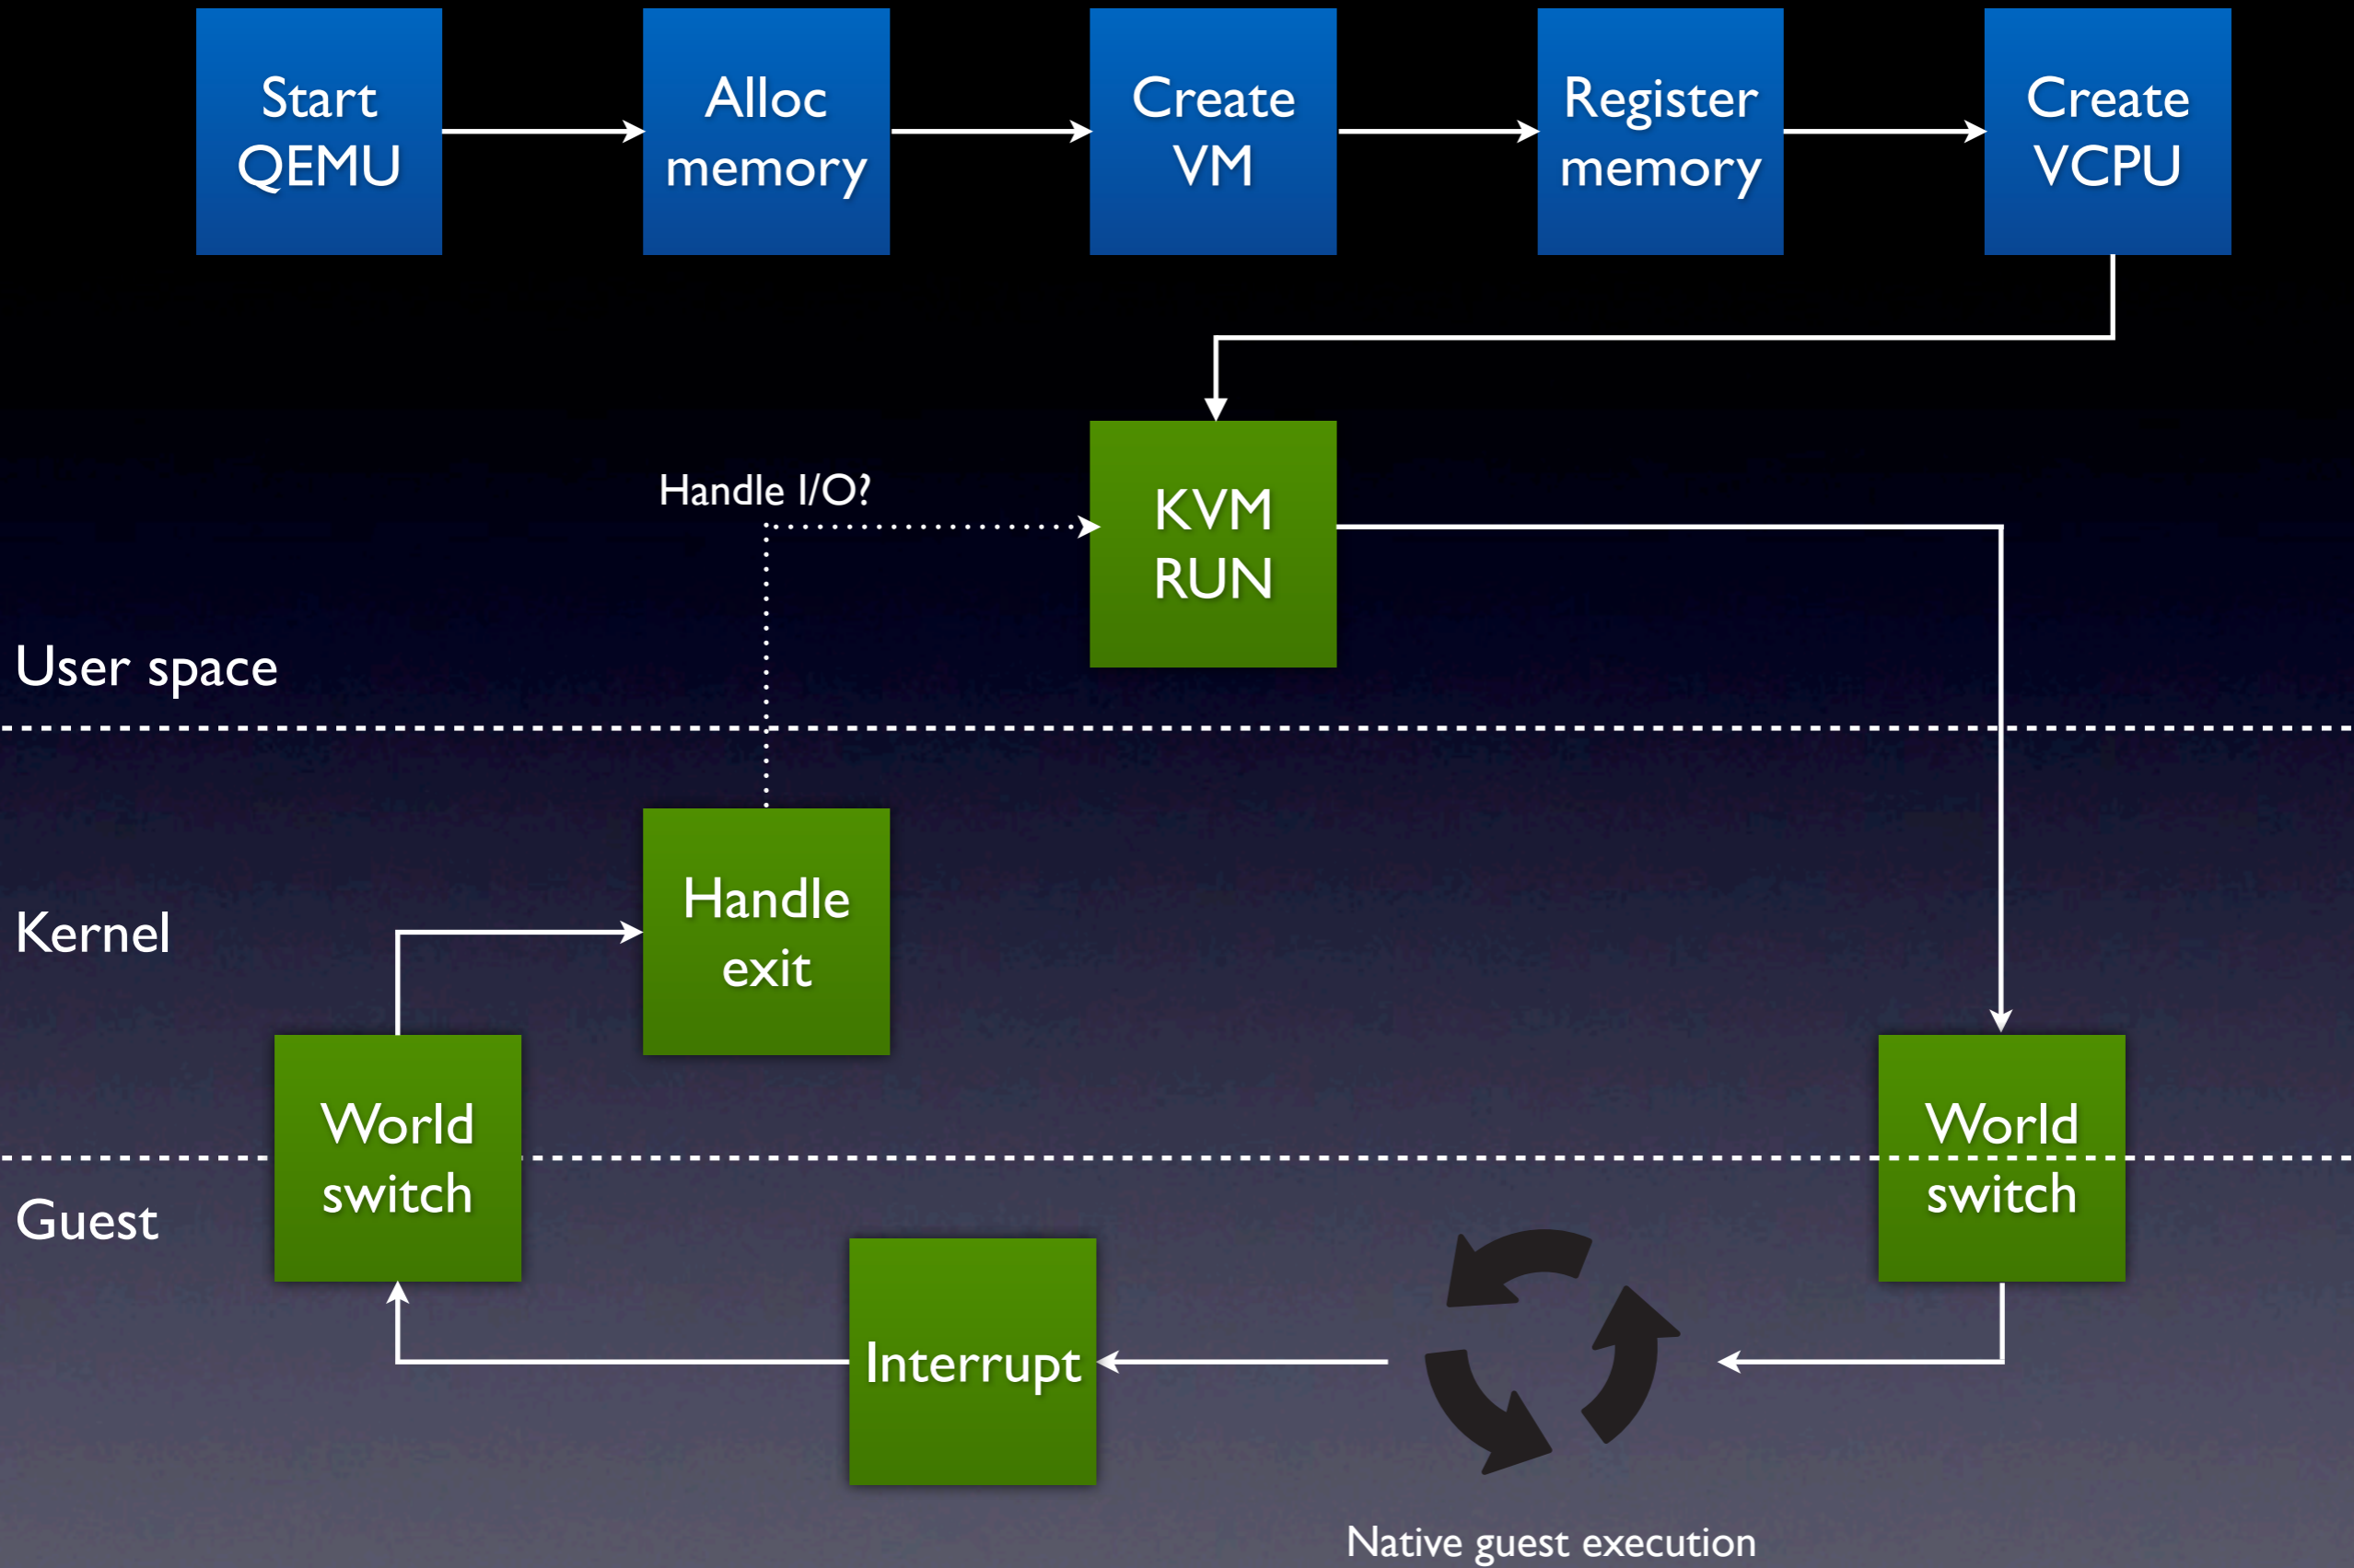 Start
QEMU
Alloc
memory
Create
VM
Register
memory
Create
VCPU
Handle I/O?
KVM
RUN
User space
Handle
exit
Kernel
World
switch
World
switch
Guest
Interrupt
Native guest execution